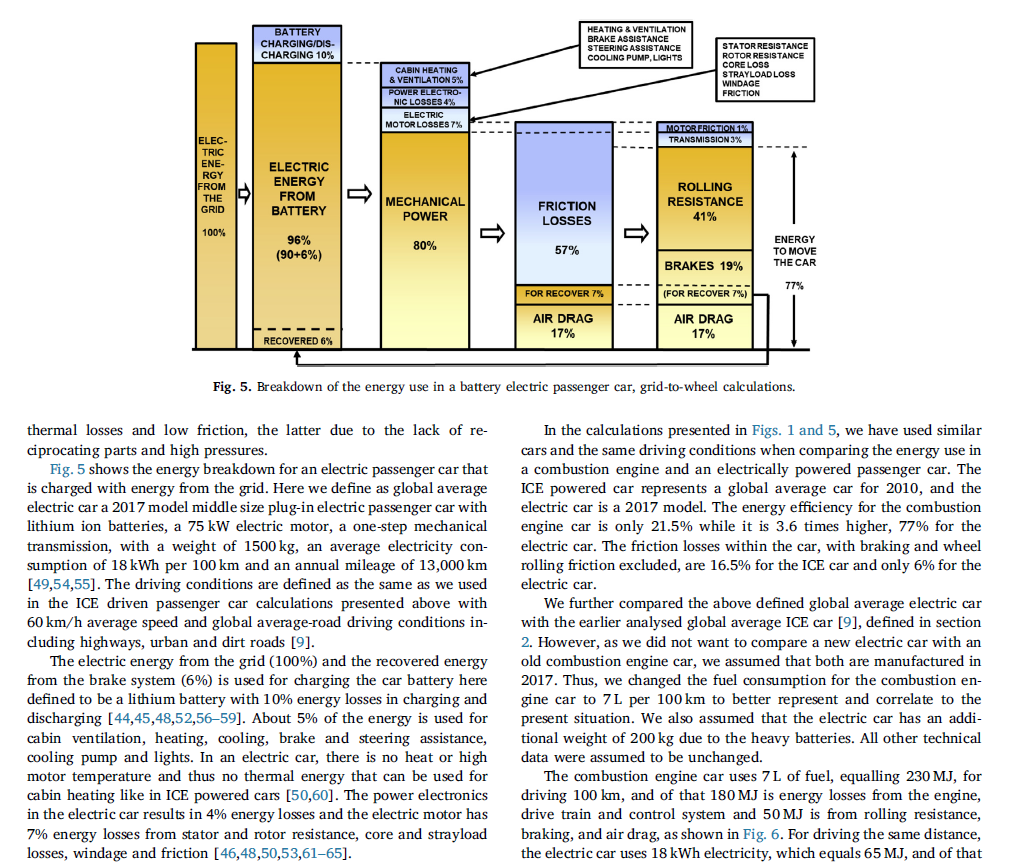 BATTERY
CHARGING/DIS-
CHARGING 10%
HEATING & VENTILATION
BRAKE ASSISTANCE
STEERING ASSISTANCE
COOLING PUMP, LIGHTS
STATOR RESISTANCE
ROTOR RESISTANCE
CORE LOSS
STRAYLOAD LOSS
WINDAGE
FRICTION
CABIN HEATING
& VENTILATION 5%
POWER ELECTRO-
NIC LOSSES 4%
ELECTRIC
MOTOR LOSSES 7%
MOTOR FRICTION 1%
TRANSMISSION 3%
ELEC-
TRIC
ENE-
RGY
FROM
THE
GRID
100%
ELECTRIC
ENERGY
FROM
BATTERY
96%
(90+6%)
RECOVERED 6%
MECHANICAL
POWER
80%
FRICTION
LOSSES
57%
FOR RECOVER 7%
AIR DRAG
17%
ROLLING
RESISTANCE
41%
BRAKES 19%
(FOR RECOVER 7%)
AIR DRAG
17%
ENERGY
TO MOVE
THE CAR
77%
Fig. 5. Breakdown of the energy use in a battery electric passenger car, grid-to-wheel calculations.
thermal losses and low friction, the latter due to the lack of re-
ciprocating parts and high pressures.
Fig. 5 shows the energy breakdown for an electric passenger car that
is charged with energy from the grid. Here we define as global average
electric car a 2017 model middle size plug-in electric passenger car with
lithium ion batteries, a 75 kW electric motor, a one-step mechanical
transmission, with a weight of 1500 kg, an average electricity con-
sumption of 18 kWh per 100 km and an annual mileage of 13,000 km
[49,54,55]. The driving conditions are defined as the same as we used
in the ICE driven passenger car calculations presented above with
60 km/h average speed and global average-road driving conditions in-
cluding highways, urban and dirt roads [9].
The electric energy from the grid (100%) and the recovered energy
from the brake system (6%) is used for charging the car battery here
defined to be a lithium battery with 10% energy losses in charging and
discharging [44,45,48,52,56–59]. About 5% of the energy is used for
cabin ventilation, heating, cooling, brake and steering assistance,
cooling pump and lights. In an electric car, there is no heat or high
motor temperature and thus no thermal energy that can be used for
cabin heating like in ICE powered cars [50,60]. The power electronics
in the electric car results in 4% energy losses and the electric motor has
7% energy losses from stator and rotor resistance, core and strayload
losses, windage and friction [46,48,50,53,61–65].
In the calculations presented in Figs. 1 and 5, we have used similar
cars and the same driving conditions when comparing the energy use in
a combustion engine and an electrically powered passenger car. The
ICE powered car represents a global average car for 2010, and the
electric car is a 2017 model. The energy efficiency for the combustion
engine car is only 21.5% while it is 3.6 times higher, 77% for the
electric car. The friction losses within the car, with braking and wheel
rolling friction excluded, are 16.5% for the ICE car and only 6% for the
electric car.
We further compared the above defined global average electric car
with the earlier analysed global average ICE car [9], defined in section
2. However, as we did not want to compare a new electric car with an
old combustion engine car, we assumed that both are manufactured in
2017. Thus, we changed the fuel consumption for the combustion en-
gine car to 7 L per 100 km to better represent and correlate to the
present situation. We also assumed that the electric car has an addi-
tional weight of 200 kg due to the heavy batteries. All other technical
data were assumed to be unchanged.
The combustion engine car uses 7 L of fuel, equalling 230 MJ, for
driving 100 km, and of that 180 MJ is energy losses from the engine,
drive train and control system and 50 MJ is from rolling resistance,
braking, and air drag, as shown in Fig. 6. For driving the same distance,
the electric car uses 18 kWh electricity, which equals 65 MJ, and of that